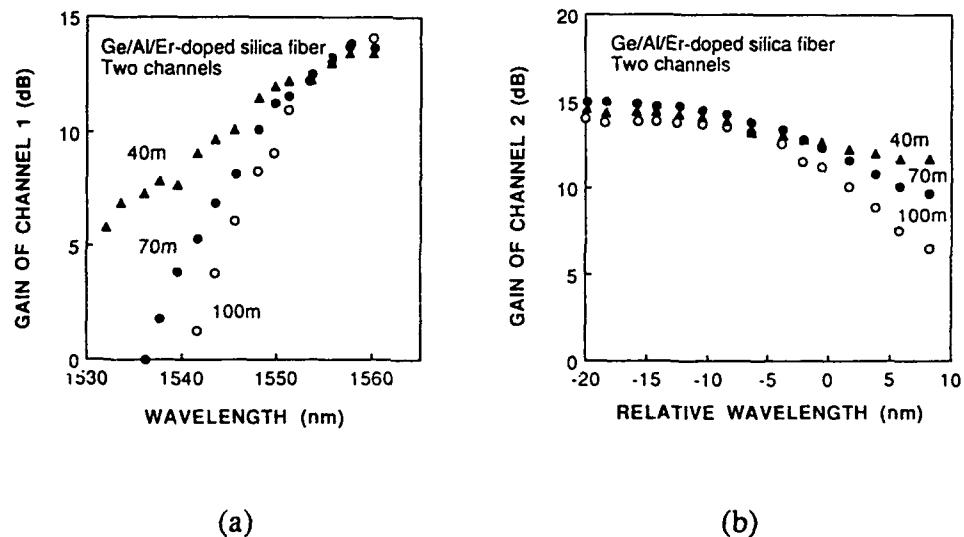 GAIN OF CHANNEL 1 (dB)
15
10
5
0
Ge/Al/Er-doped silica fiber
Two channels
40m
70m
100m
1530
1540
1550
1560
WAVELENGTH (nm)
(a)
GAIN OF CHANNEL 2 (dB)
20
15
10
5
0
Ge/Al/Er-doped silica fiber
Two channels
40m
70m
100m
-20
-15
-10
-5
0
5
10
RELATIVE WAVELENGTH (nm)
(b)